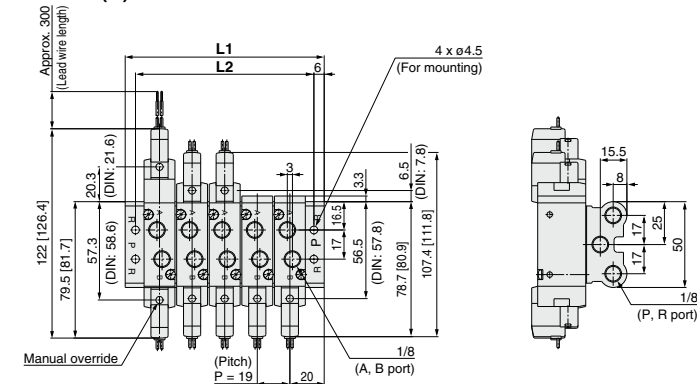 Approx. 300
(Lead wire length)
L1
L2
6
4 x ø4.5
(For mounting)
122 [126.4]
79.5 [81.7]
20.3
(DIN: 21.6)
57.3
(DIN: 58.6)
3
3.3
6.5
(DIN: 7.8)
16.5
17
56.5
(DIN: 57.8)
78.7 [80.9]
107.4 [111.8]
R
P
R
A
A
A
A
A
B
B
B
B
B
R
P
R
Manual override
(Pitch)
P = 19
20
1/8
(A, B port)
15.5
8
17
17
25
50
1/8
(P, R port)